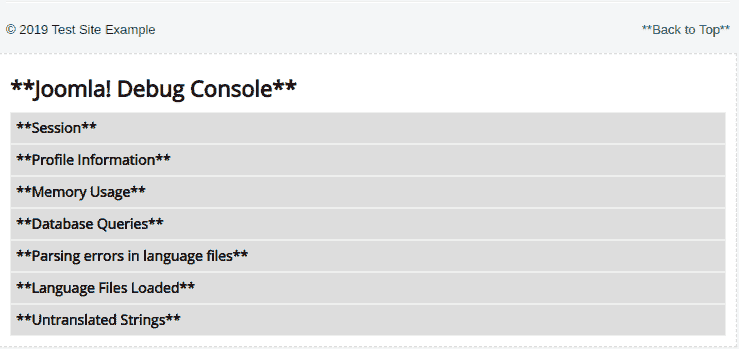 © 2019 Test Site Example
**Back to Top**
**Joomla! Debug Console**
**Session**
**Profile Information**
**Memory Usage**
**Database Queries**
**Parsing errors in language files**
**Language Files Loaded**
**Untranslated Strings**